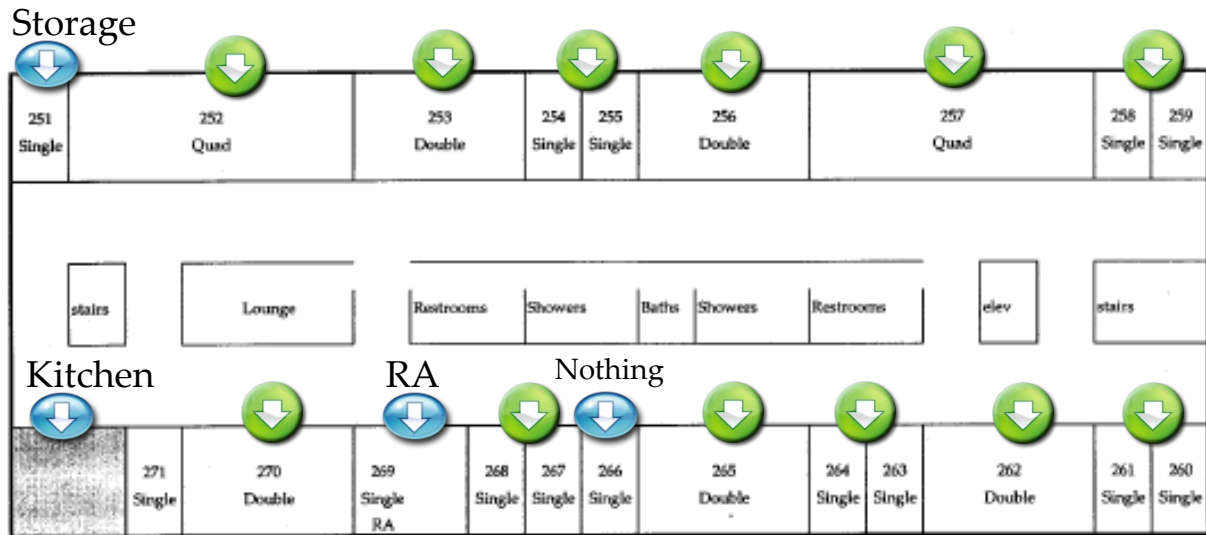 Storage
251 252 253 254 255 256 257 258 259
Single Quad Double Single Single Double Quad Single Single
stairs Lounge Restrooms Showers Baths Showers Restrooms elev stairs
Kitchen RA Nothing
271 270 269 268 267 266 265 264 263 262 261 260
Single Double Single Single Single Single Double Single Single Double Single Single
RA